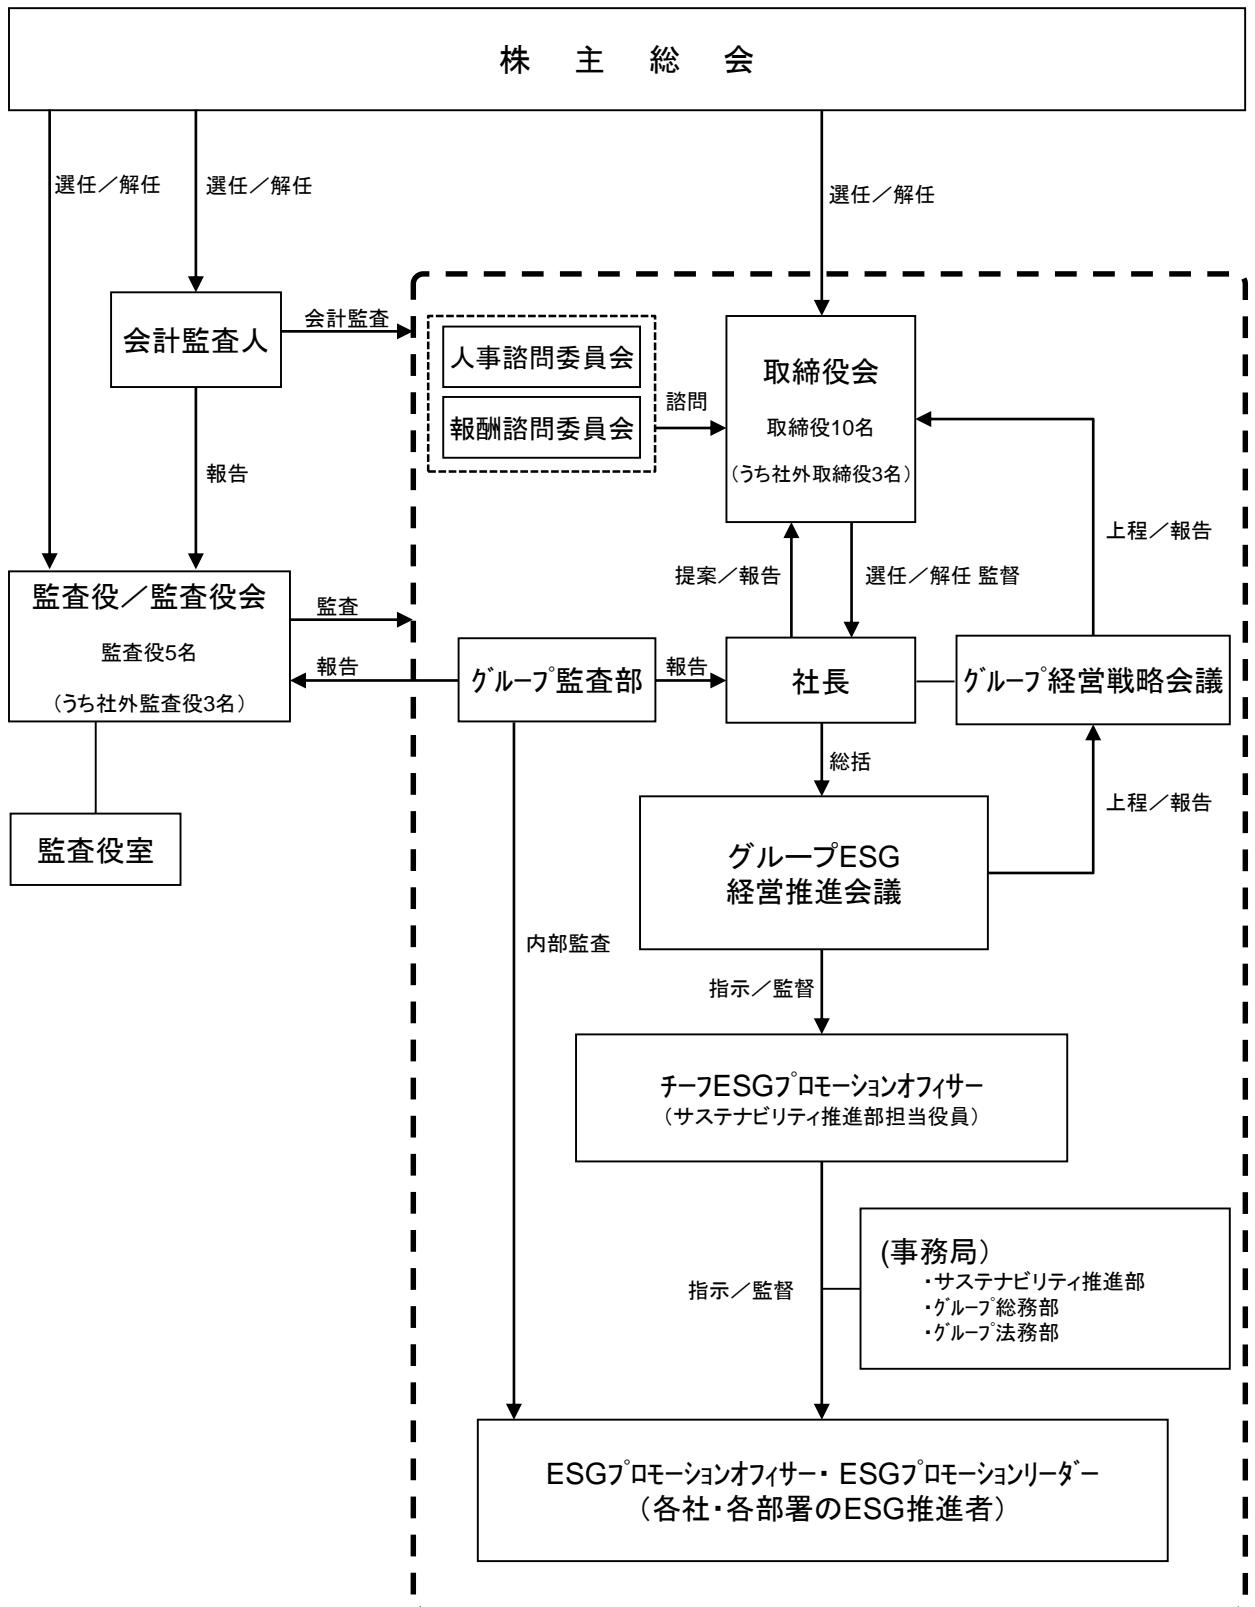 株 主 総 会
選任／解任
選任／解任
選任／解任
会計監査人
会計監査
人事諮問委員会
報酬諮問委員会
諮問
取締役会
取締役10名
（うち社外取締役3名）
報告
上程／報告
提案／報告
選任／解任 監督
監査役／監査役会
監査役5名
（うち社外監査役3名）
監査
報告
グループ監査部
報告
社長
グループ経営戦略会議
総括
上程／報告
監査役室
グループESG
経営推進会議
内部監査
指示／監督
チーフESGプロモーションオフィサー
（サステナビリティ推進部担当役員）
(事務局）
・サステナビリティ推進部
・グループ総務部
・グループ法務部
指示／監督
ESGプロモーションオフィサー・ ESGプロモーションリーダー
（各社・各部署のESG推進者）